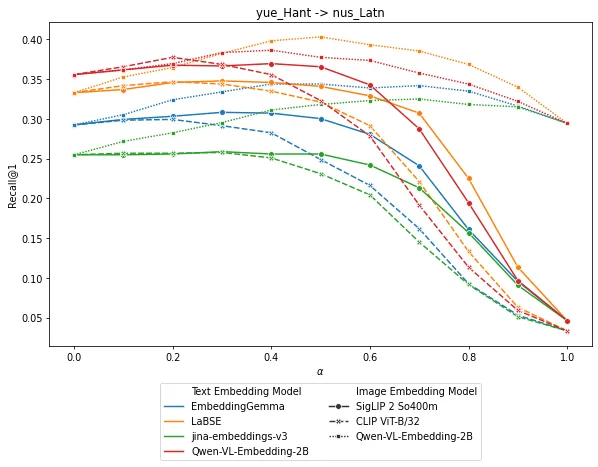 yue_Hant -> nus_Latn
0.40
0.35
0.30
0.25
0.20
0.15
0.10
0.05
Recall@1
0.0 0.2 0.4 0.6 0.8 1.0
α
Text Embedding Model Image Embedding Model
EmbeddingGemma SigLIP 2 So400m
LaBSE CLIP ViT-B/32
jina-embeddings-v3 Qwen-VL-Embedding-2B
Qwen-VL-Embedding-2B